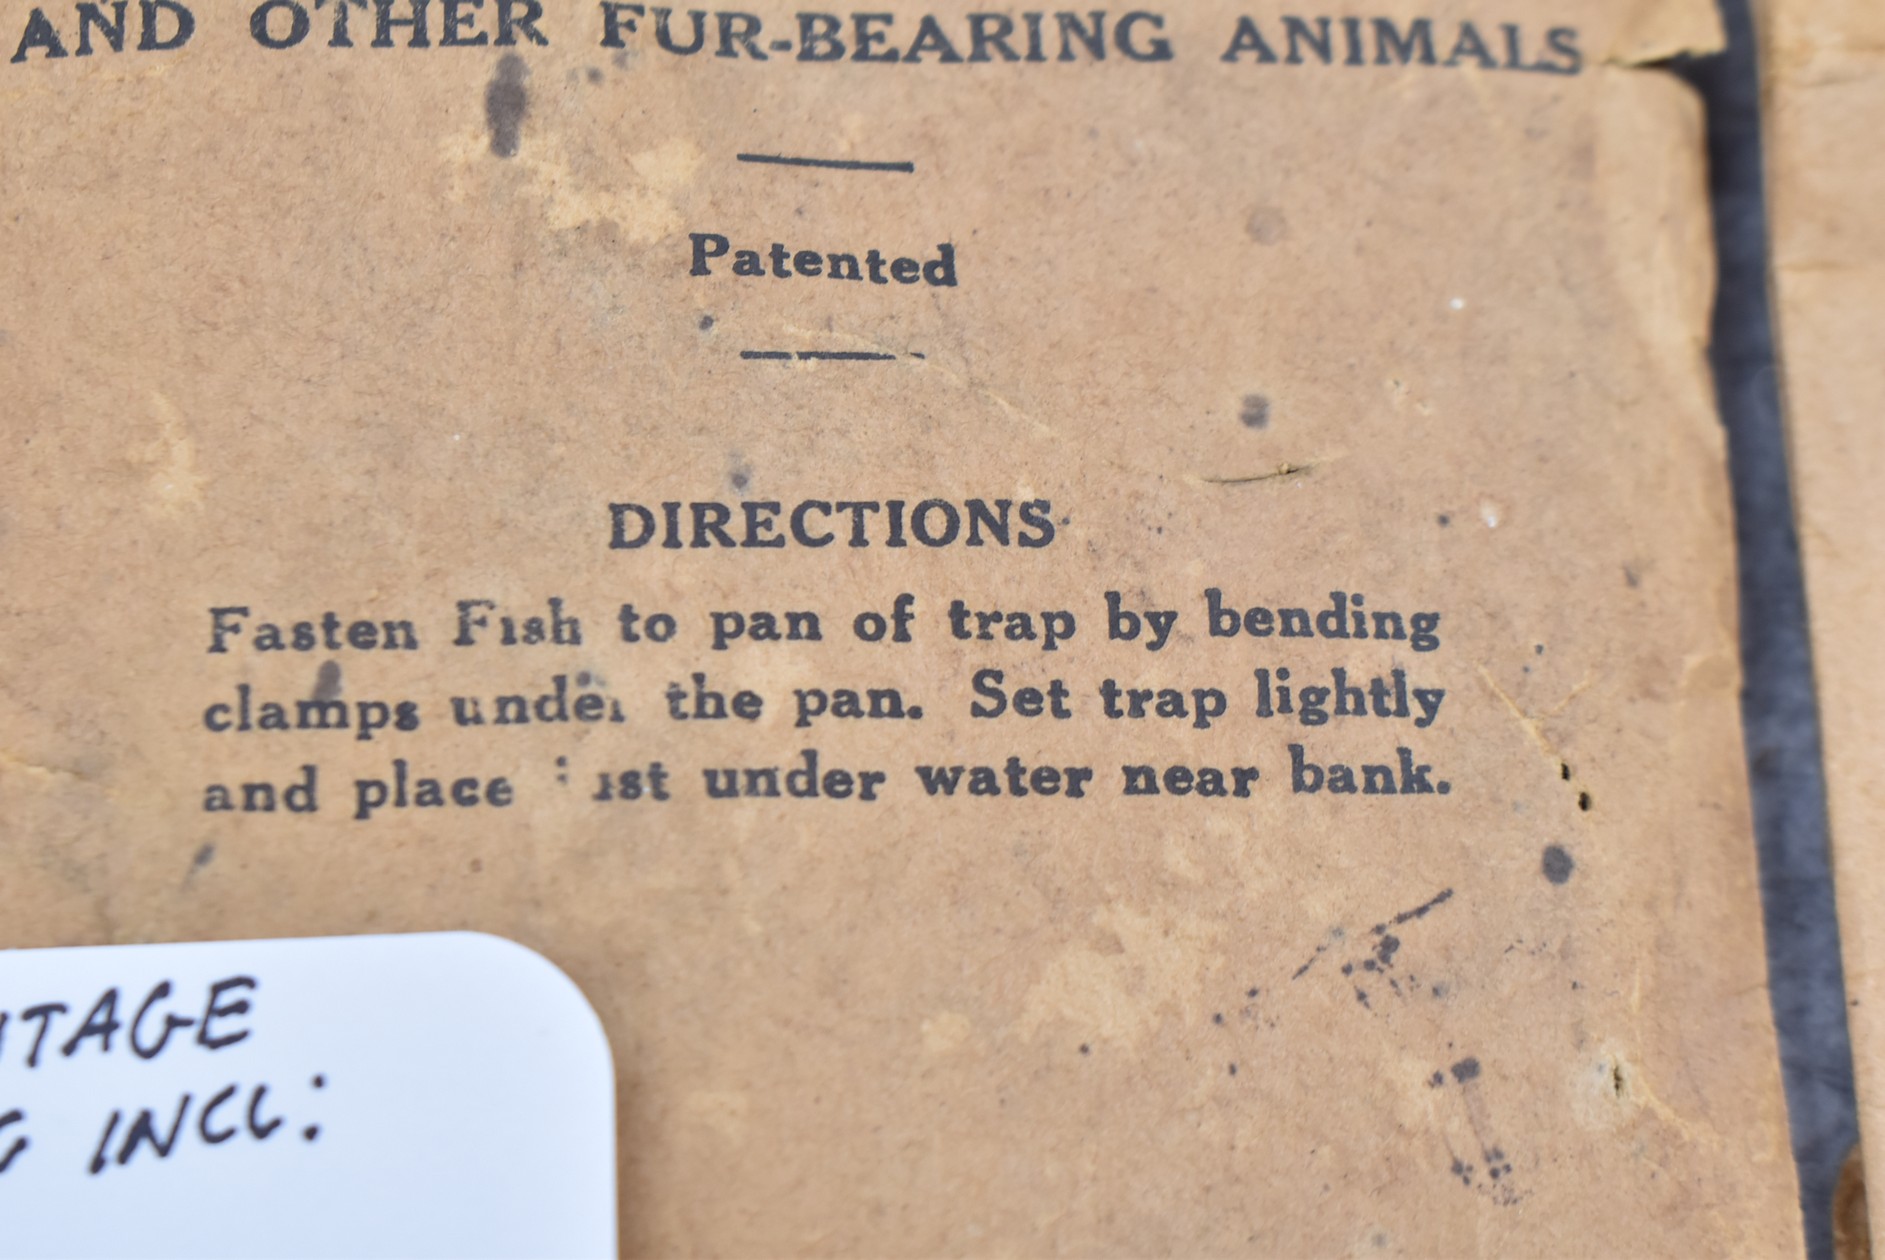 AND OTHER FUR-BEARING ANIMALS
Patented
DIRECTIONS
Fasten Fish to pan of trap by bending
clamps under the pan. Set trap lightly
and place just under water near bank.
INCL: